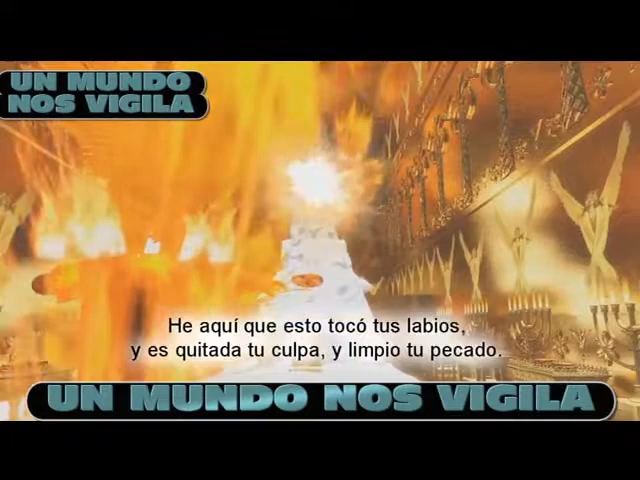 UN MUNDO
NOS VIGILA
He aquí que esto tocó tus labios,
y es quitada tu culpa, y limpio tu pecado.
UN MUNDO NOS VIGILA